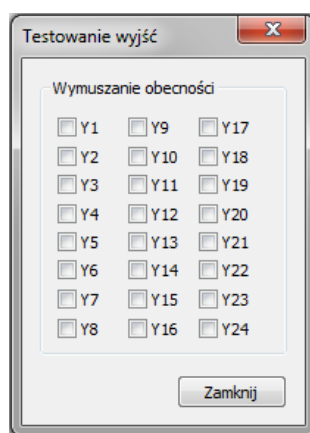 Testowanie wyjść
Wymuszanie obecności
Y1 Y9 Y17
Y2 Y10 Y18
Y3 Y11 Y19
Y4 Y12 Y20
Y5 Y13 Y21
Y6 Y14 Y22
Y7 Y15 Y23
Y8 Y16 Y24
Zamknij